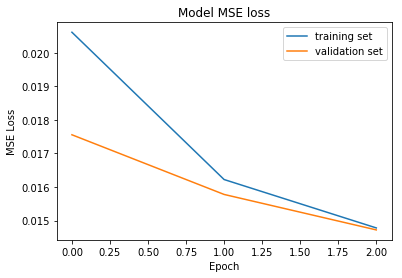 Model MSE loss
training set
validation set
MSE Loss
0.020
0.019
0.018
0.017
0.016
0.015
0.00 0.25 0.50 0.75 1.00 1.25 1.50 1.75 2.00
Epoch